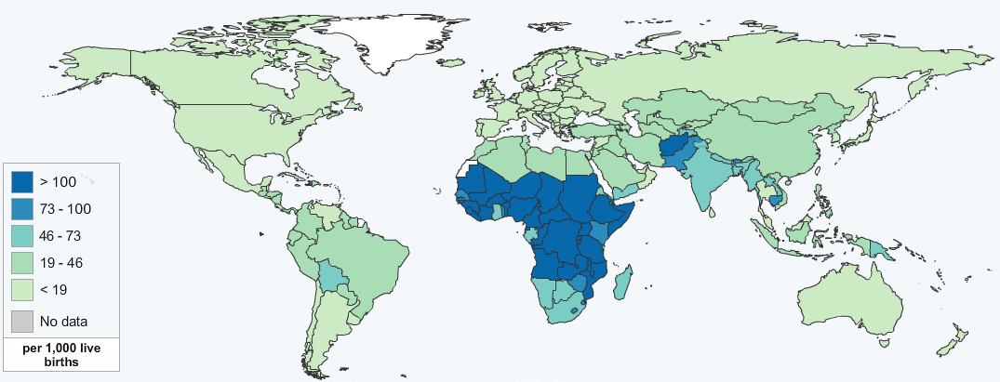 > 100
73 - 100
46 - 73
19 - 46
< 19
No data
per 1,000 live
births